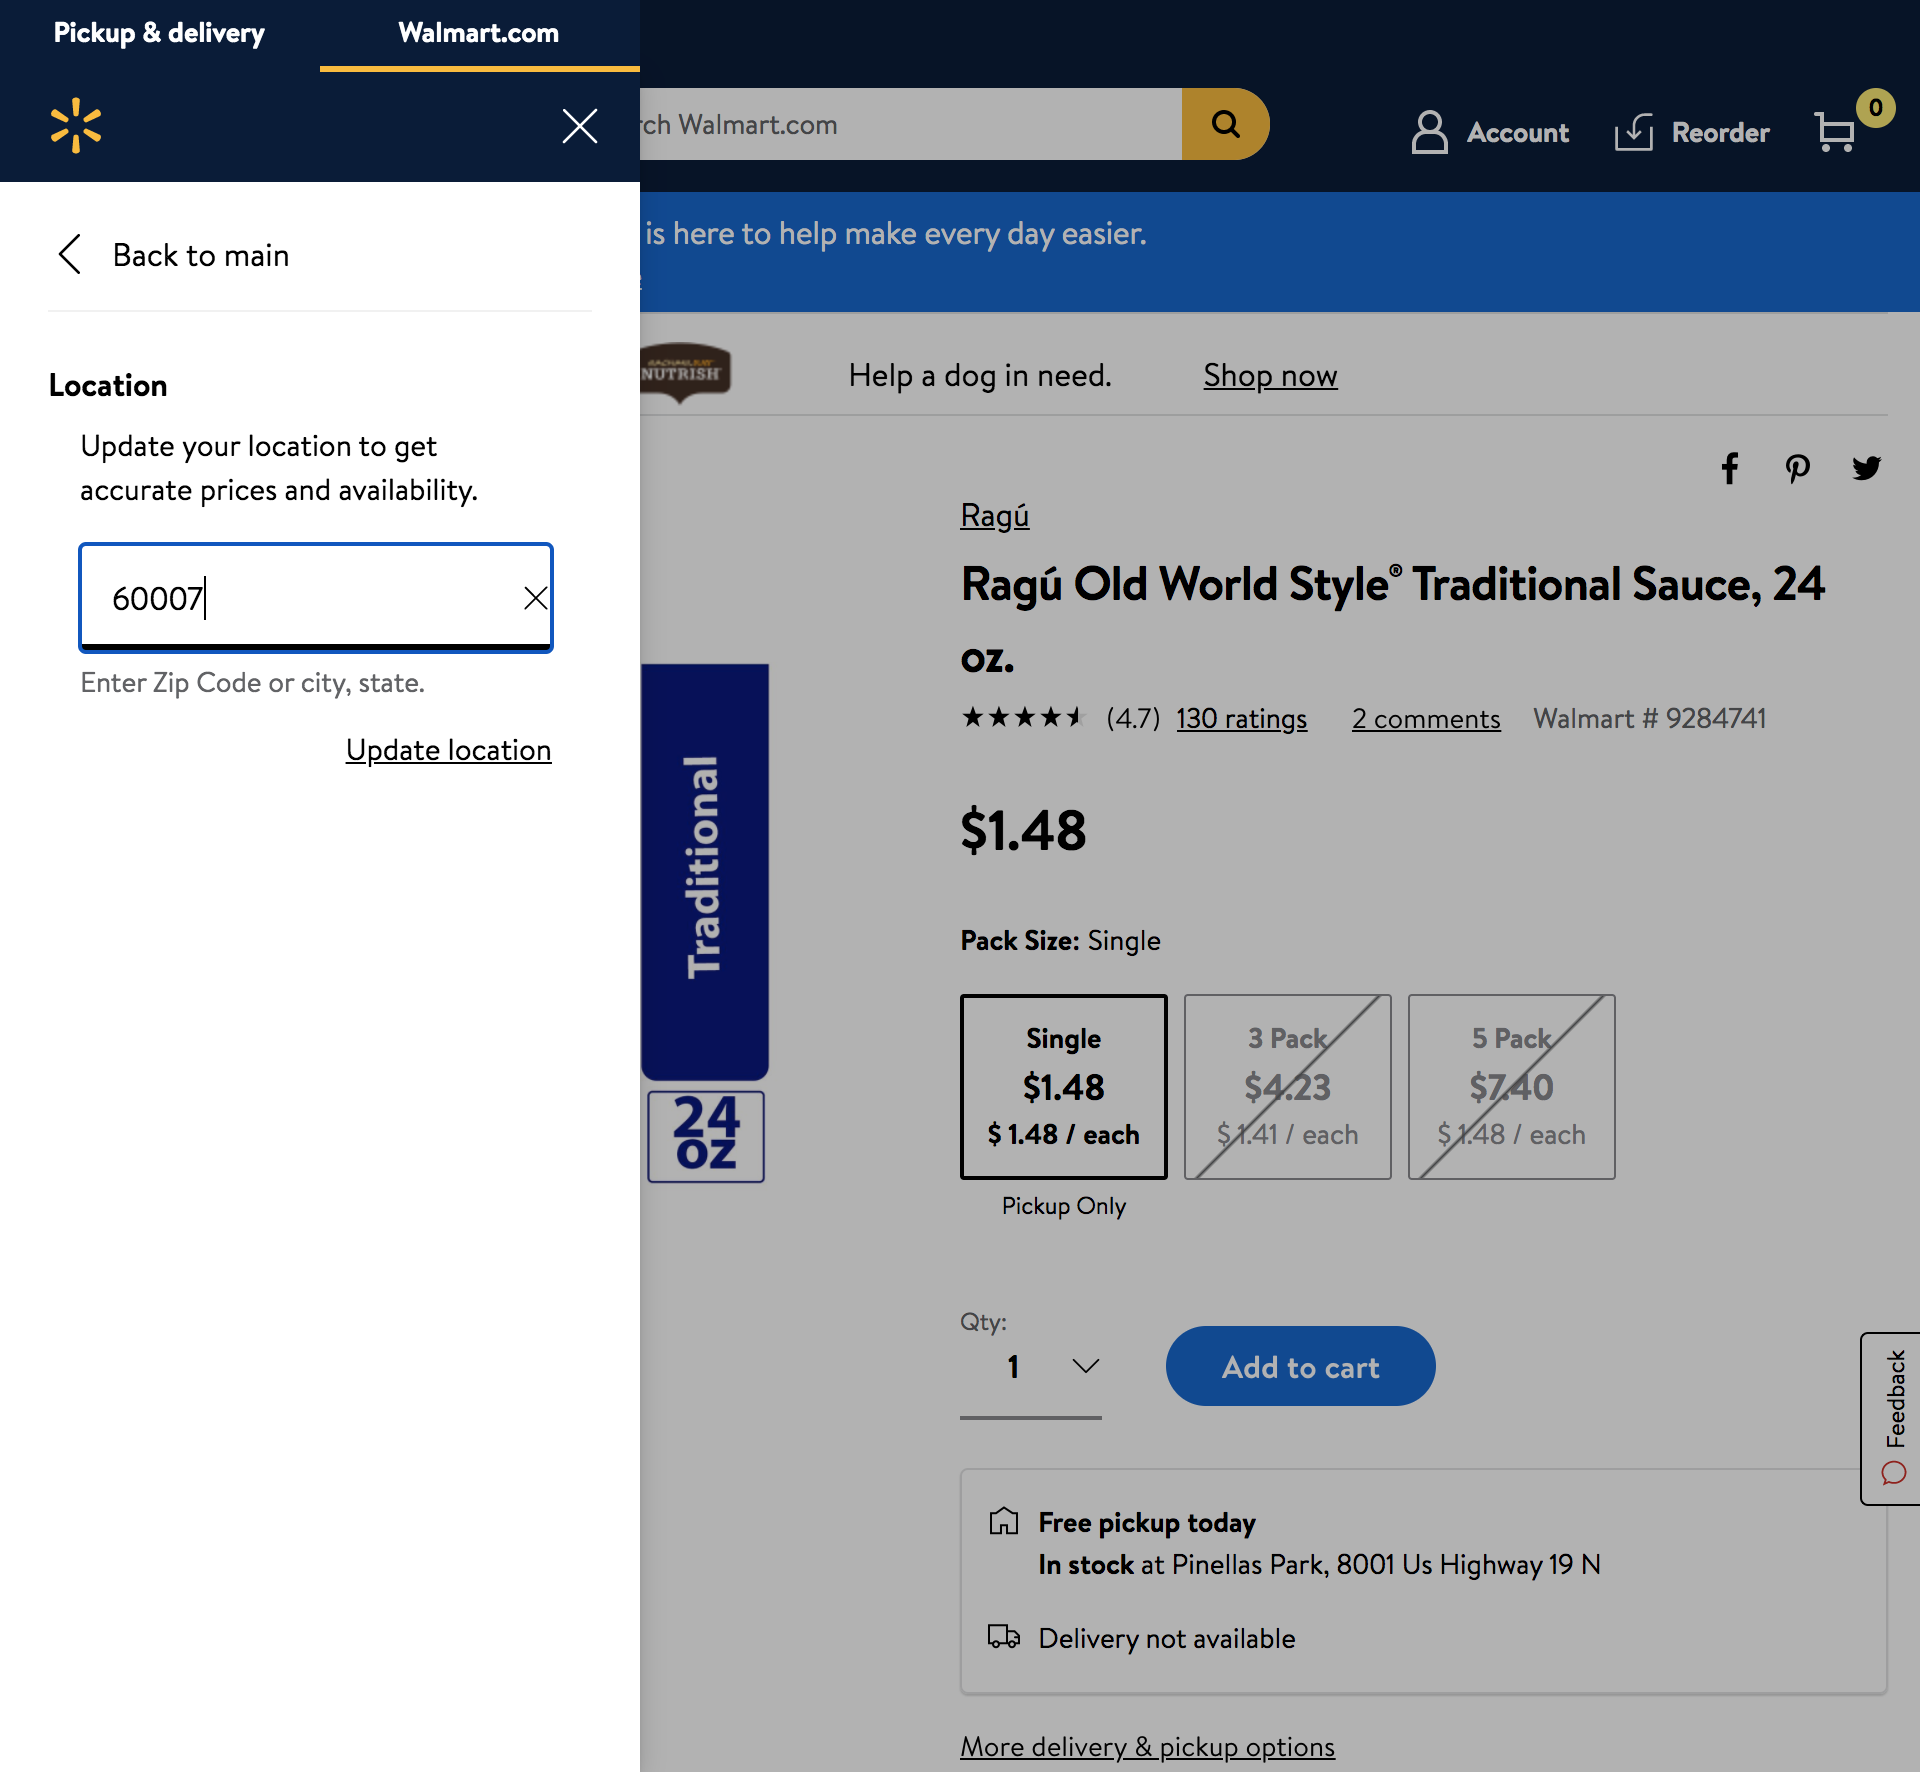 Pickup & delivery
Walmart.com
Back to main
Location
Update your location to get
accurate prices and availability.
60007
Enter Zip Code or city, state.
Update location
ch Walmart.com
Account
Reorder
0
is here to help make every day easier.
NUTRISH
Help a dog in need.
Shop now
Traditional
24
oz
Ragú
Ragú Old World Style® Traditional Sauce, 24
oz.
(4.7) 130 ratings 2 comments Walmart # 9284741
$1.48
Pack Size: Single
Single
$1.48
$ 1.48 / each
Pickup Only
3 Pack
$4.23
$ 1.41 / each
5 Pack
$7.40
$ 1.48 / each
Qty:
1
Add to cart
Feedback
Free pickup today
In stock at Pinellas Park, 8001 Us Highway 19 N
Delivery not available
More delivery & pickup options